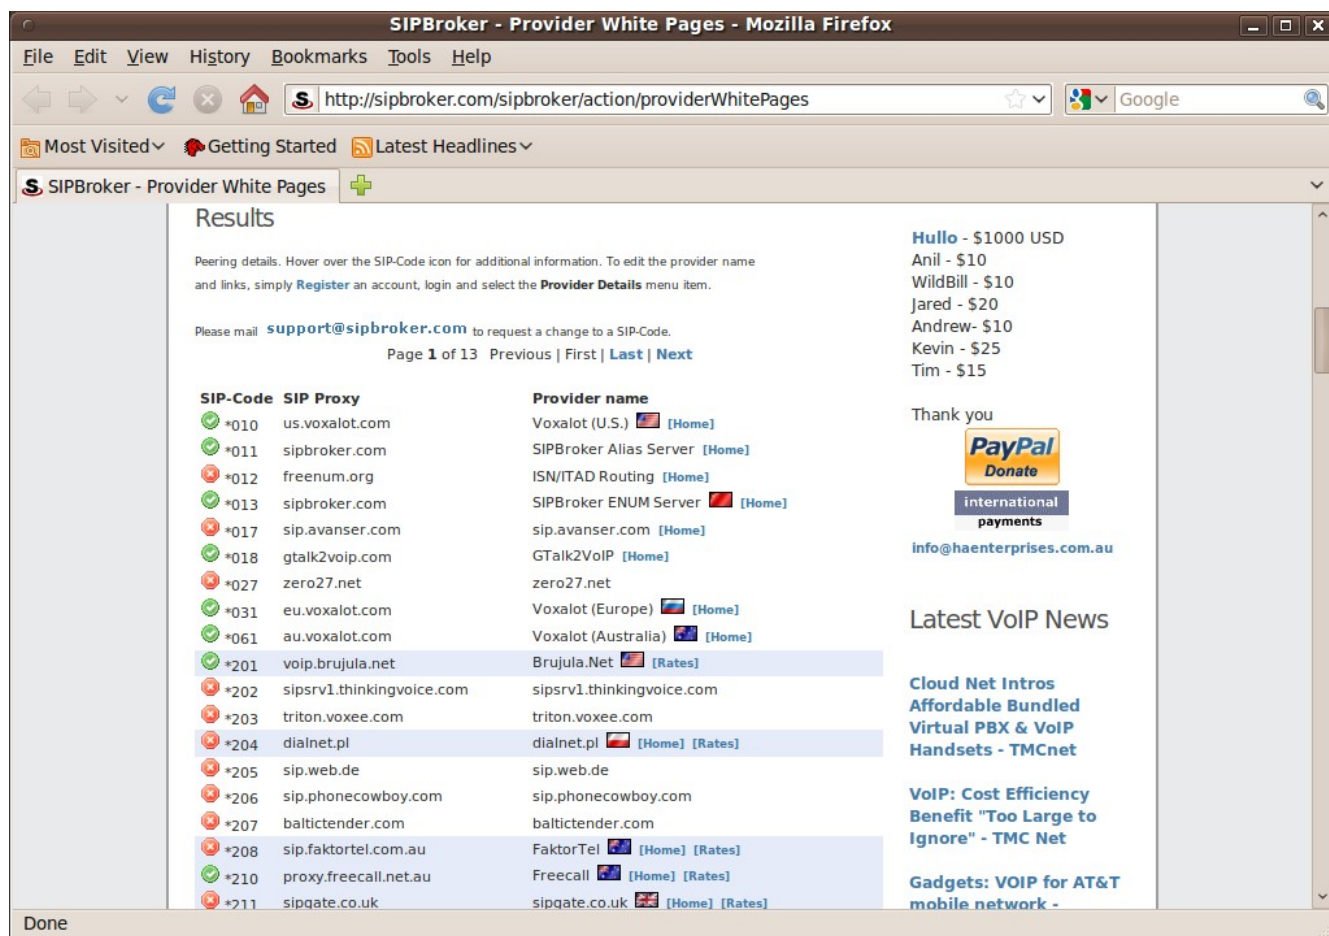 SIPBroker - Provider White Pages - Mozilla Firefox
File Edit View History Bookmarks Tools Help
http://sipbroker.com/sipbroker/action/providerWhitePages
Google
Most Visited Getting Started Latest Headlines
SIPBroker - Provider White Pages
Results
Peering details. Hover over the SIP-Code icon for additional information. To edit the provider name
and links, simply Register an account, login and select the Provider Details menu item.
Please mail support@sipbroker.com to request a change to a SIP-Code.
Page 1 of 13 Previous | First | Last | Next
SIP-Code SIP Proxy Provider name
*010 us.voxalot.com Voxalot (U.S.) [Home]
*011 sipbroker.com SIPBroker Alias Server [Home]
*012 freenum.org ISN/ITAD Routing [Home]
*013 sipbroker.com SIPBroker ENUM Server [Home]
*017 sip.avanser.com sip.avanser.com [Home]
*018 gtalk2voip.com GTalk2VoIP [Home]
*027 zero27.net zero27.net
*031 eu.voxalot.com Voxalot (Europe) [Home]
*061 au.voxalot.com Voxalot (Australia) [Home]
*201 voip.brujula.net Brujula.Net [Rates]
*202 sipsrv1.thinkingvoice.com sipsrv1.thinkingvoice.com
*203 triton.voxee.com triton.voxee.com
*204 dialnet.pl dialnet.pl [Home] [Rates]
*205 sip.web.de sip.web.de
*206 sip.phonecowboy.com sip.phonecowboy.com
*207 baltictender.com baltictender.com
*208 sip.faktortel.com.au FaktorTel [Home] [Rates]
*210 proxy.freecall.net.au Freecall [Home] [Rates]
*211 sipgate.co.uk sipgate.co.uk [Home] [Rates]
Hullo - $1000 USD
Anil - $10
WildBill - $10
Jared - $20
Andrew- $10
Kevin - $25
Tim - $15
Thank you
PayPal
Donate
international
payments
info@haenterprises.com.au
Latest VoIP News
Cloud Net Intros
Affordable Bundled
Virtual PBX & VoIP
Handsets - TMCnet
VoIP: Cost Efficiency
Benefit "Too Large to
Ignore" - TMC Net
Gadgets: VOIP for AT&T
mobile network -
Done